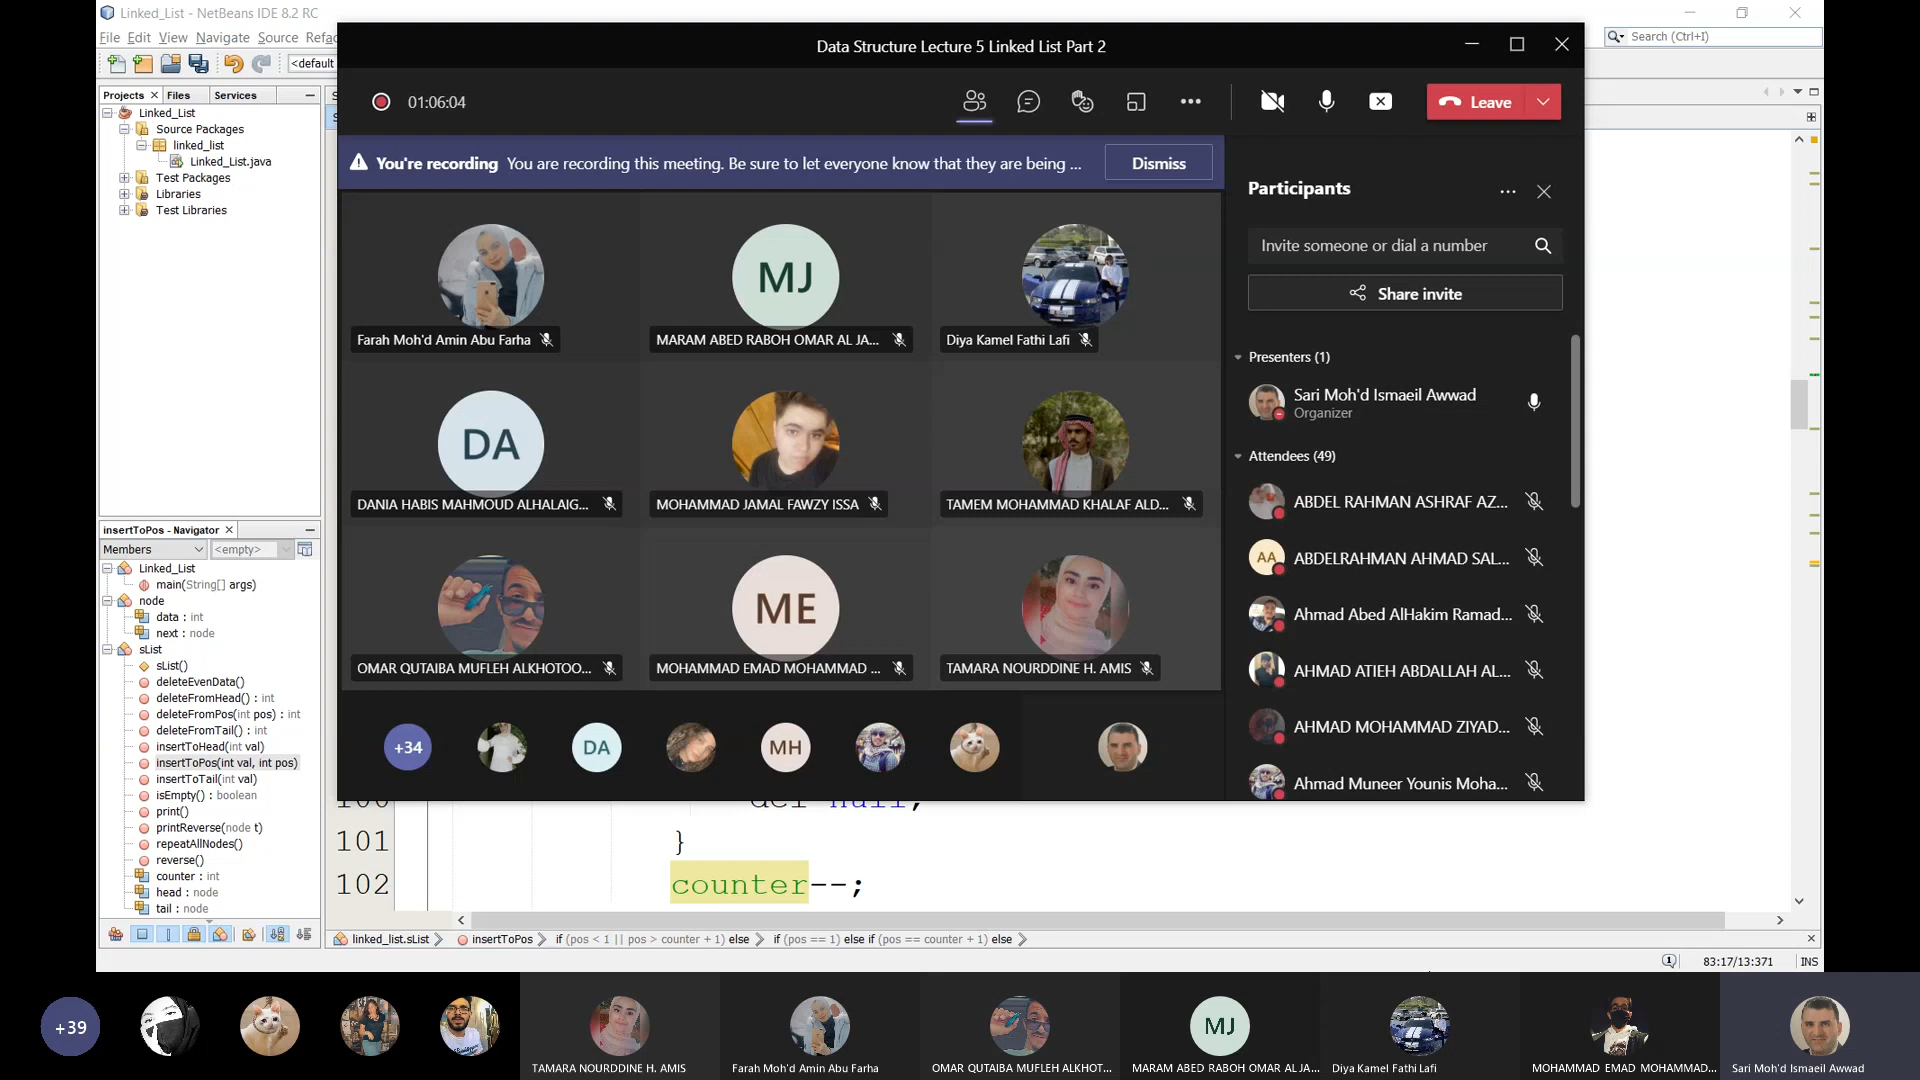 Linked_List - NetBeans IDE 8.2 RC
File Edit View Navigate Source Refac
Search (Ctrl+I)
<default
Projects Files Services
Linked_List
Source Packages
linked_list
Linked_List.java
Test Packages
Libraries
Test Libraries
insertToPos - Navigator
Members <empty>
Linked_List
main(String[] args)
node
data : int
next : node
sList
sList()
deleteEvenData()
deleteFromHead() : int
deleteFromPos(int pos) : int
deleteFromTail() : int
insertToHead(int val)
insertToPos(int val, int pos)
insertToTail(int val)
isEmpty() : boolean
print()
printReverse(node t)
repeatAllNodes()
reverse()
counter : int
head : node
tail : node
Data Structure Lecture 5 Linked List Part 2
01:06:04
Leave
You're recording You are recording this meeting. Be sure to let everyone know that they are being ... Dismiss
Farah Moh'd Amin Abu Farha
MJ
MARAM ABED RABOH OMAR AL JA...
Diya Kamel Fathi Lafi
DA
DANIA HABIS MAHMOUD ALHALAIG...
MOHAMMAD JAMAL FAWZY ISSA
TAMEM MOHAMMAD KHALAF ALD...
OMAR QUTAIBA MUFLEH ALKHOTOO...
ME
MOHAMMAD EMAD MOHAMMAD ...
TAMARA NOURDDINE H. AMIS
+34
DA
MH
Participants
Invite someone or dial a number
Share invite
Presenters (1)
Sari Moh'd Ismaeil Awwad
Organizer
Attendees (49)
ABDEL RAHMAN ASHRAF AZ...
AA
ABDELRAHMAN AHMAD SAL...
Ahmad Abed AlHakim Ramad...
AHMAD ATIEH ABDALLAH AL...
AHMAD MOHAMMAD ZIYAD...
Ahmad Muneer Younis Moha...
100 null;
101 }
102 counter--;
linked_list.sList insertToPos if (pos < 1 || pos > counter + 1) else if (pos == 1) else if (pos == counter + 1) else
83:17/13:371 INS
+39
TAMARA NOURDDINE H. AMIS
Farah Moh'd Amin Abu Farha
OMAR QUTAIBA MUFLEH ALKHOT...
MJ
MARAM ABED RABOH OMAR AL JA...
Diya Kamel Fathi Lafi
MOHAMMAD EMAD MOHAMMAD...
Sari Moh'd Ismaeil Awwad